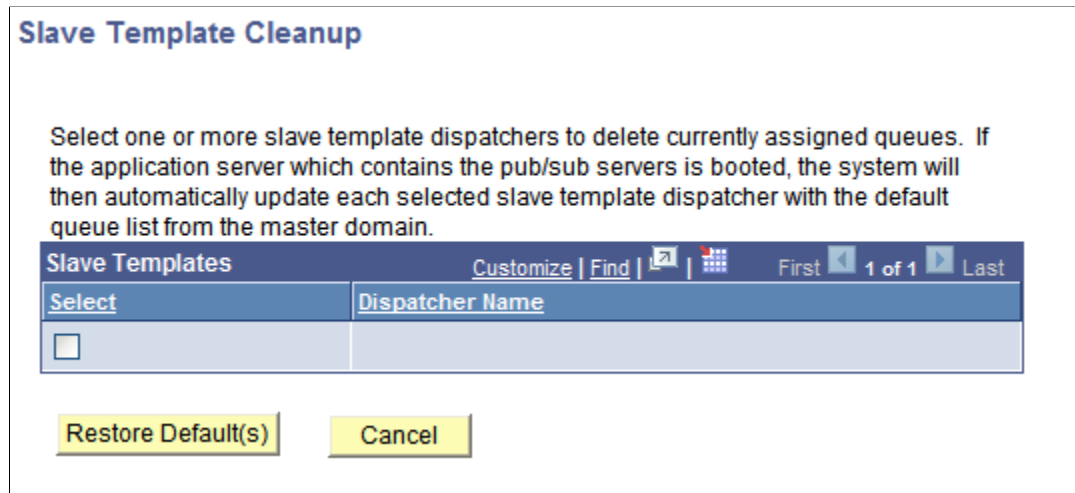 Slave Template Cleanup
Select one or more slave template dispatchers to delete currently assigned queues.  If
the application server which contains the pub/sub servers is booted, the system will
then automatically update each selected slave template dispatcher with the default
queue list from the master domain.
Slave Templates Customize | Find | | First 1 of 1 Last
Select Dispatcher Name
Restore Default(s) Cancel